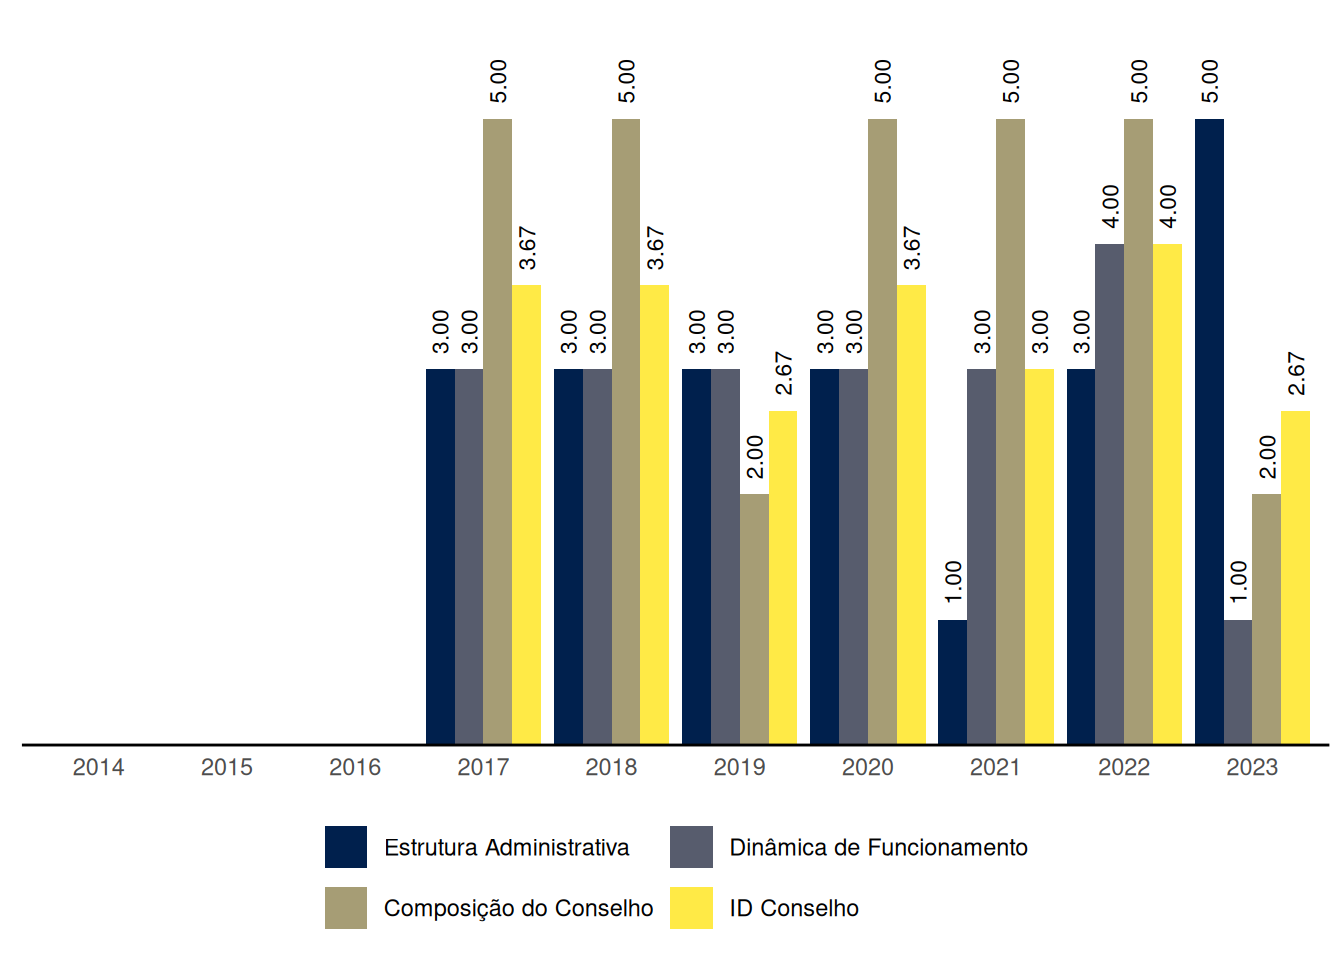 5.00 5.00 5.00 5.00 5.00 5.00
4.00 4.00
3.67 3.67 3.67
3.00 3.00 3.00 3.00 3.00 3.00 3.00 3.00 3.00 3.00 3.00
2.67 2.67
2.00 2.00
1.00 1.00
2014 2015 2016 2017 2018 2019 2020 2021 2022 2023
Estrutura Administrativa Dinâmica de Funcionamento
Composição do Conselho ID Conselho